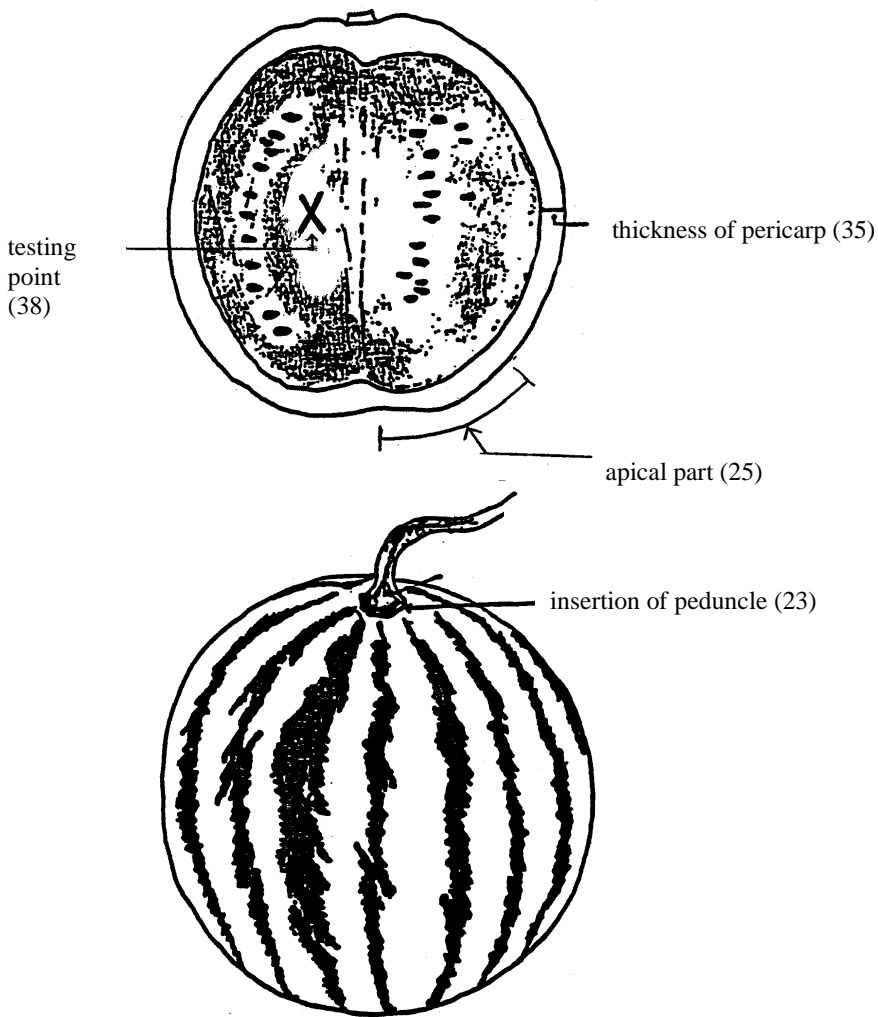 thickness of pericarp (35)
testing
point
(38)
apical part (25)
insertion of peduncle (23)